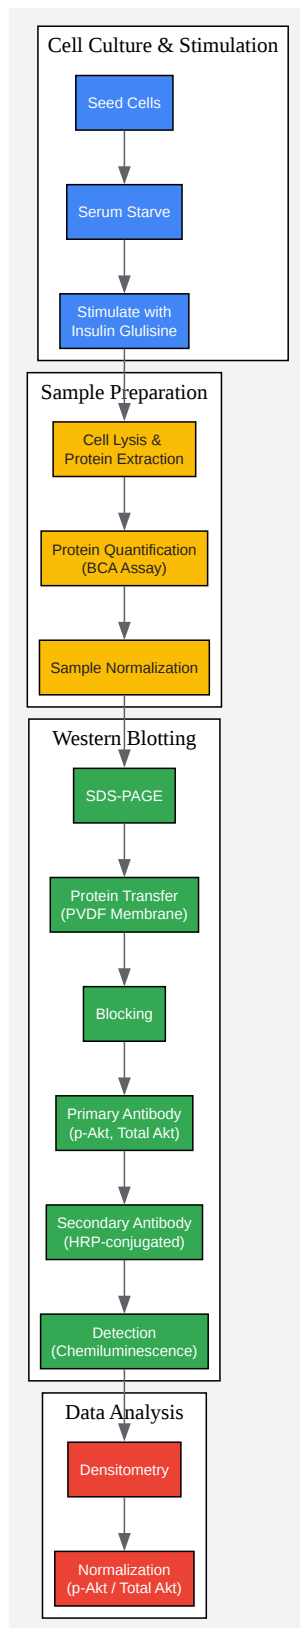 Cell Culture & Stimulation
Seed Cells
Serum Starve
Stimulate with
Insulin Glulisine
Sample Preparation
Cell Lysis &
Protein Extraction
Protein Quantification
(BCA Assay)
Sample Normalization
Western Blotting
SDS-PAGE
Protein Transfer
(PVDF Membrane)
Blocking
Primary Antibody
(p-Akt, Total Akt)
Secondary Antibody
(HRP-conjugated)
Detection
(Chemiluminescence)
Data Analysis
Densitometry
Normalization
(p-Akt / Total Akt)